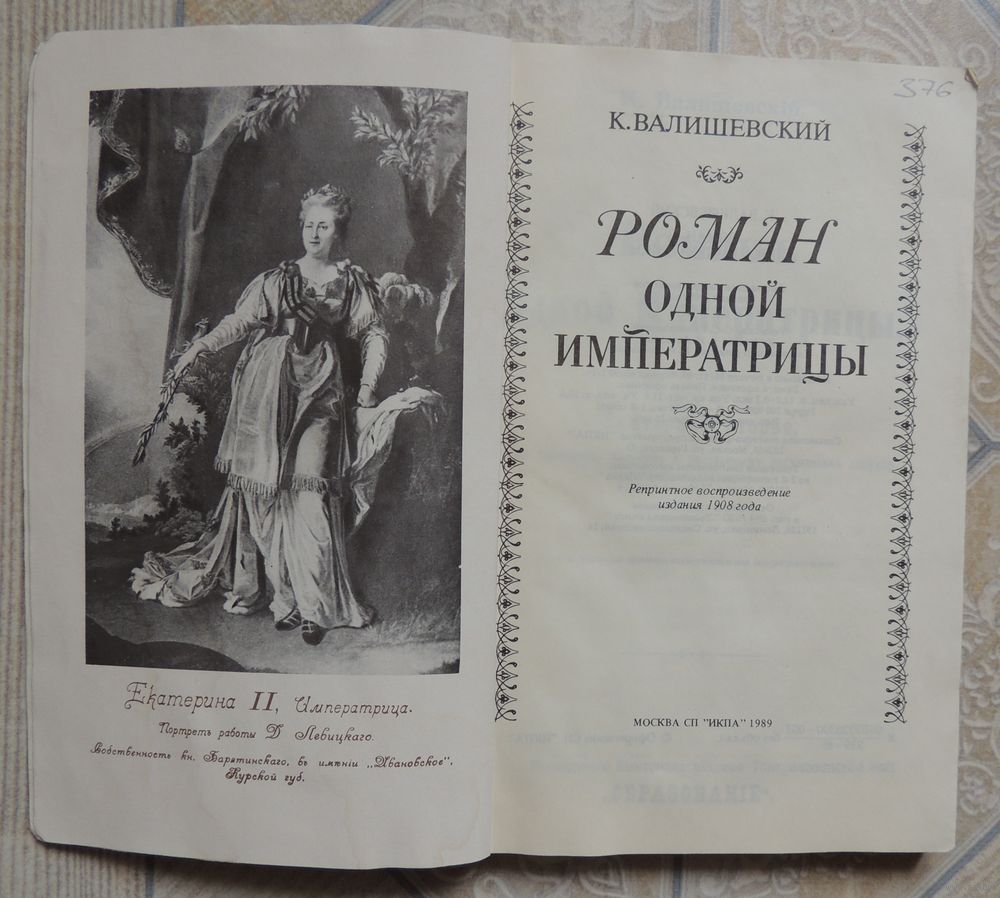 Екатерина II, Императрица.
Портретъ работы Д Левицкаго.
Собственность кн. Барятинскаго, въ имѣніи „Ивановское",
Курской губ.
376
К.ВАЛИШЕВСКИЙ
РОМАН
ОДНОЙ
ИМПЕРАТРИЦЫ
Репринтное воспроизведение
издания 1908 года
МОСКВА СП "ИКПА" 1989